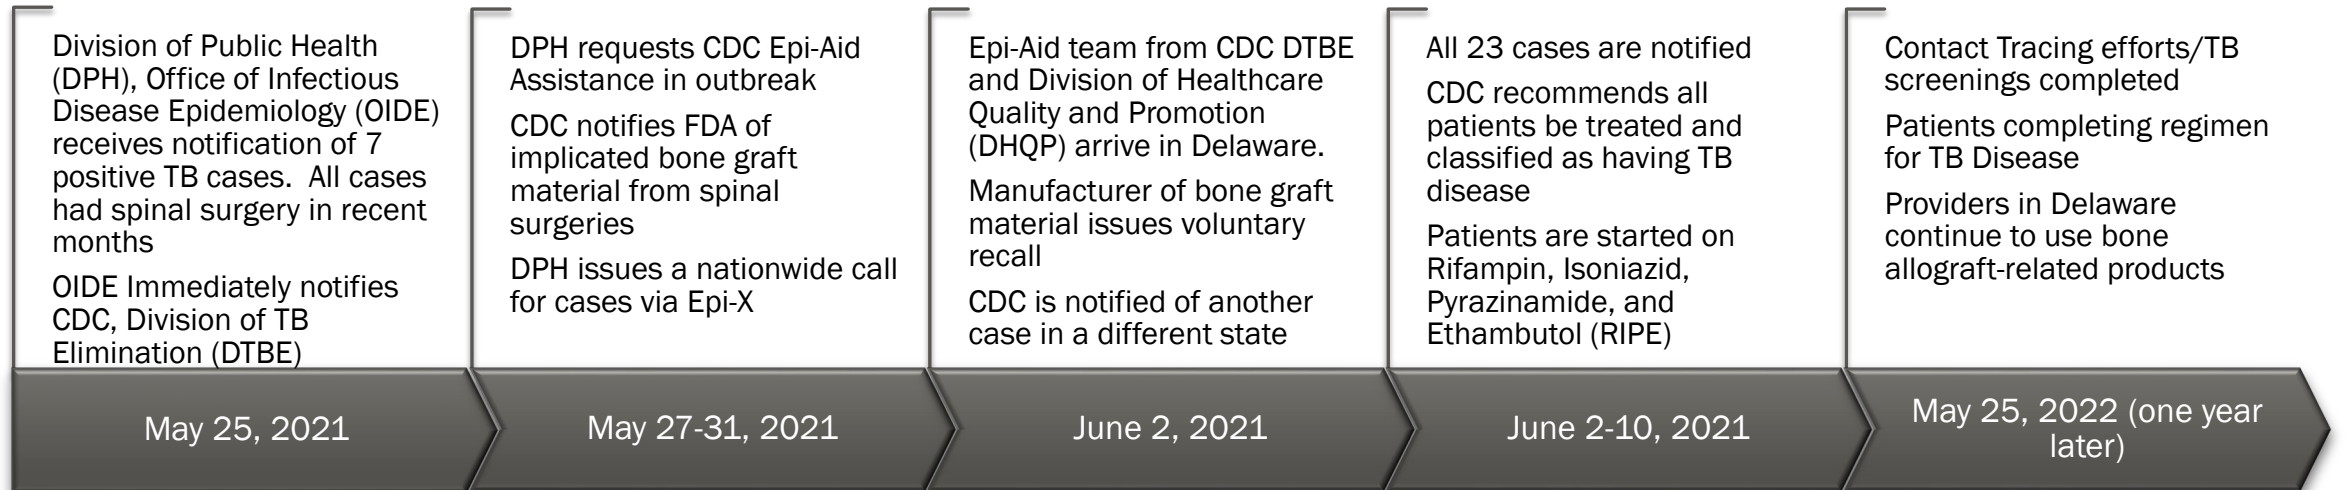 Division of Public Health
(DPH), Office of Infectious
Disease Epidemiology (OIDE)
receives notification of 7
positive TB cases.  All cases
had spinal surgery in recent
months
OIDE Immediately notifies
CDC, Division of TB
Elimination (DTBE)
May 25, 2021
DPH requests CDC Epi-Aid
Assistance in outbreak
CDC notifies FDA of
implicated bone graft
material from spinal
surgeries
DPH issues a nationwide call
for cases via Epi-X
May 27-31, 2021
Epi-Aid team from CDC DTBE
and Division of Healthcare
Quality and Promotion
(DHQP) arrive in Delaware.
Manufacturer of bone graft
material issues voluntary
recall
CDC is notified of another
case in a different state
June 2, 2021
All 23 cases are notified
CDC recommends all
patients be treated and
classified as having TB
disease
Patients are started on
Rifampin, Isoniazid,
Pyrazinamide, and
Ethambutol (RIPE)
June 2-10, 2021
Contact Tracing efforts/TB
screenings completed
Patients completing regimen
for TB Disease
Providers in Delaware
continue to use bone
allograft-related products
May 25, 2022 (one year
later)